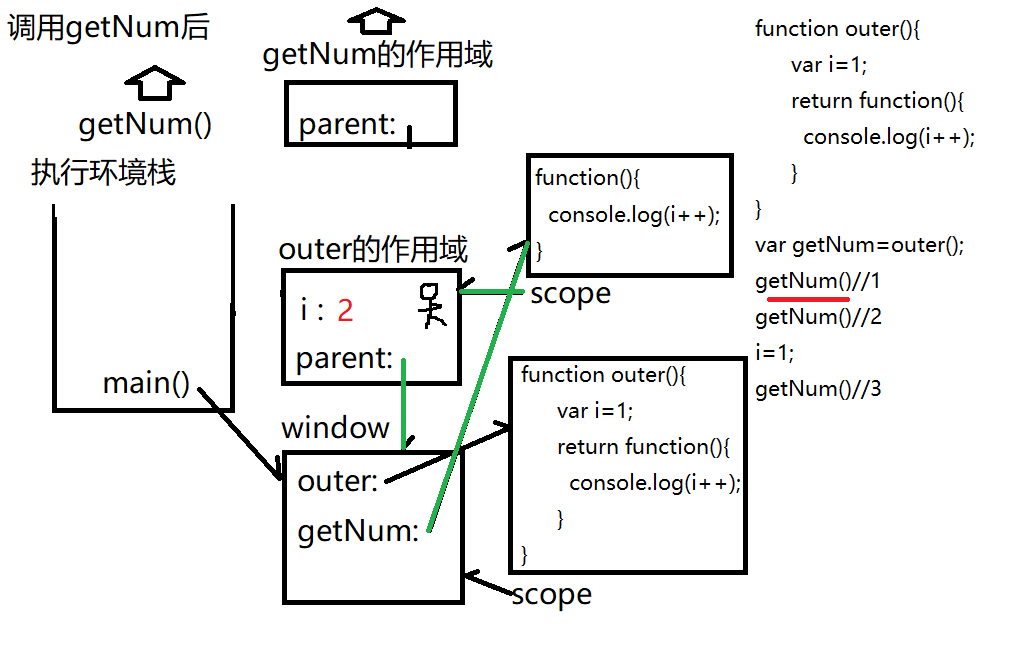 调用getNum后
getNum()
执行环境栈
main()
getNum的作用域
parent:
outer的作用域
i : 2
parent:
window
outer:
getNum:
function(){
console.log(i++);
}
scope
function outer(){
var i=1;
return function(){
console.log(i++);
}
}
scope
function outer(){
var i=1;
return function(){
console.log(i++);
}
}
var getNum=outer();
getNum()//1
getNum()//2
i=1;
getNum()//3